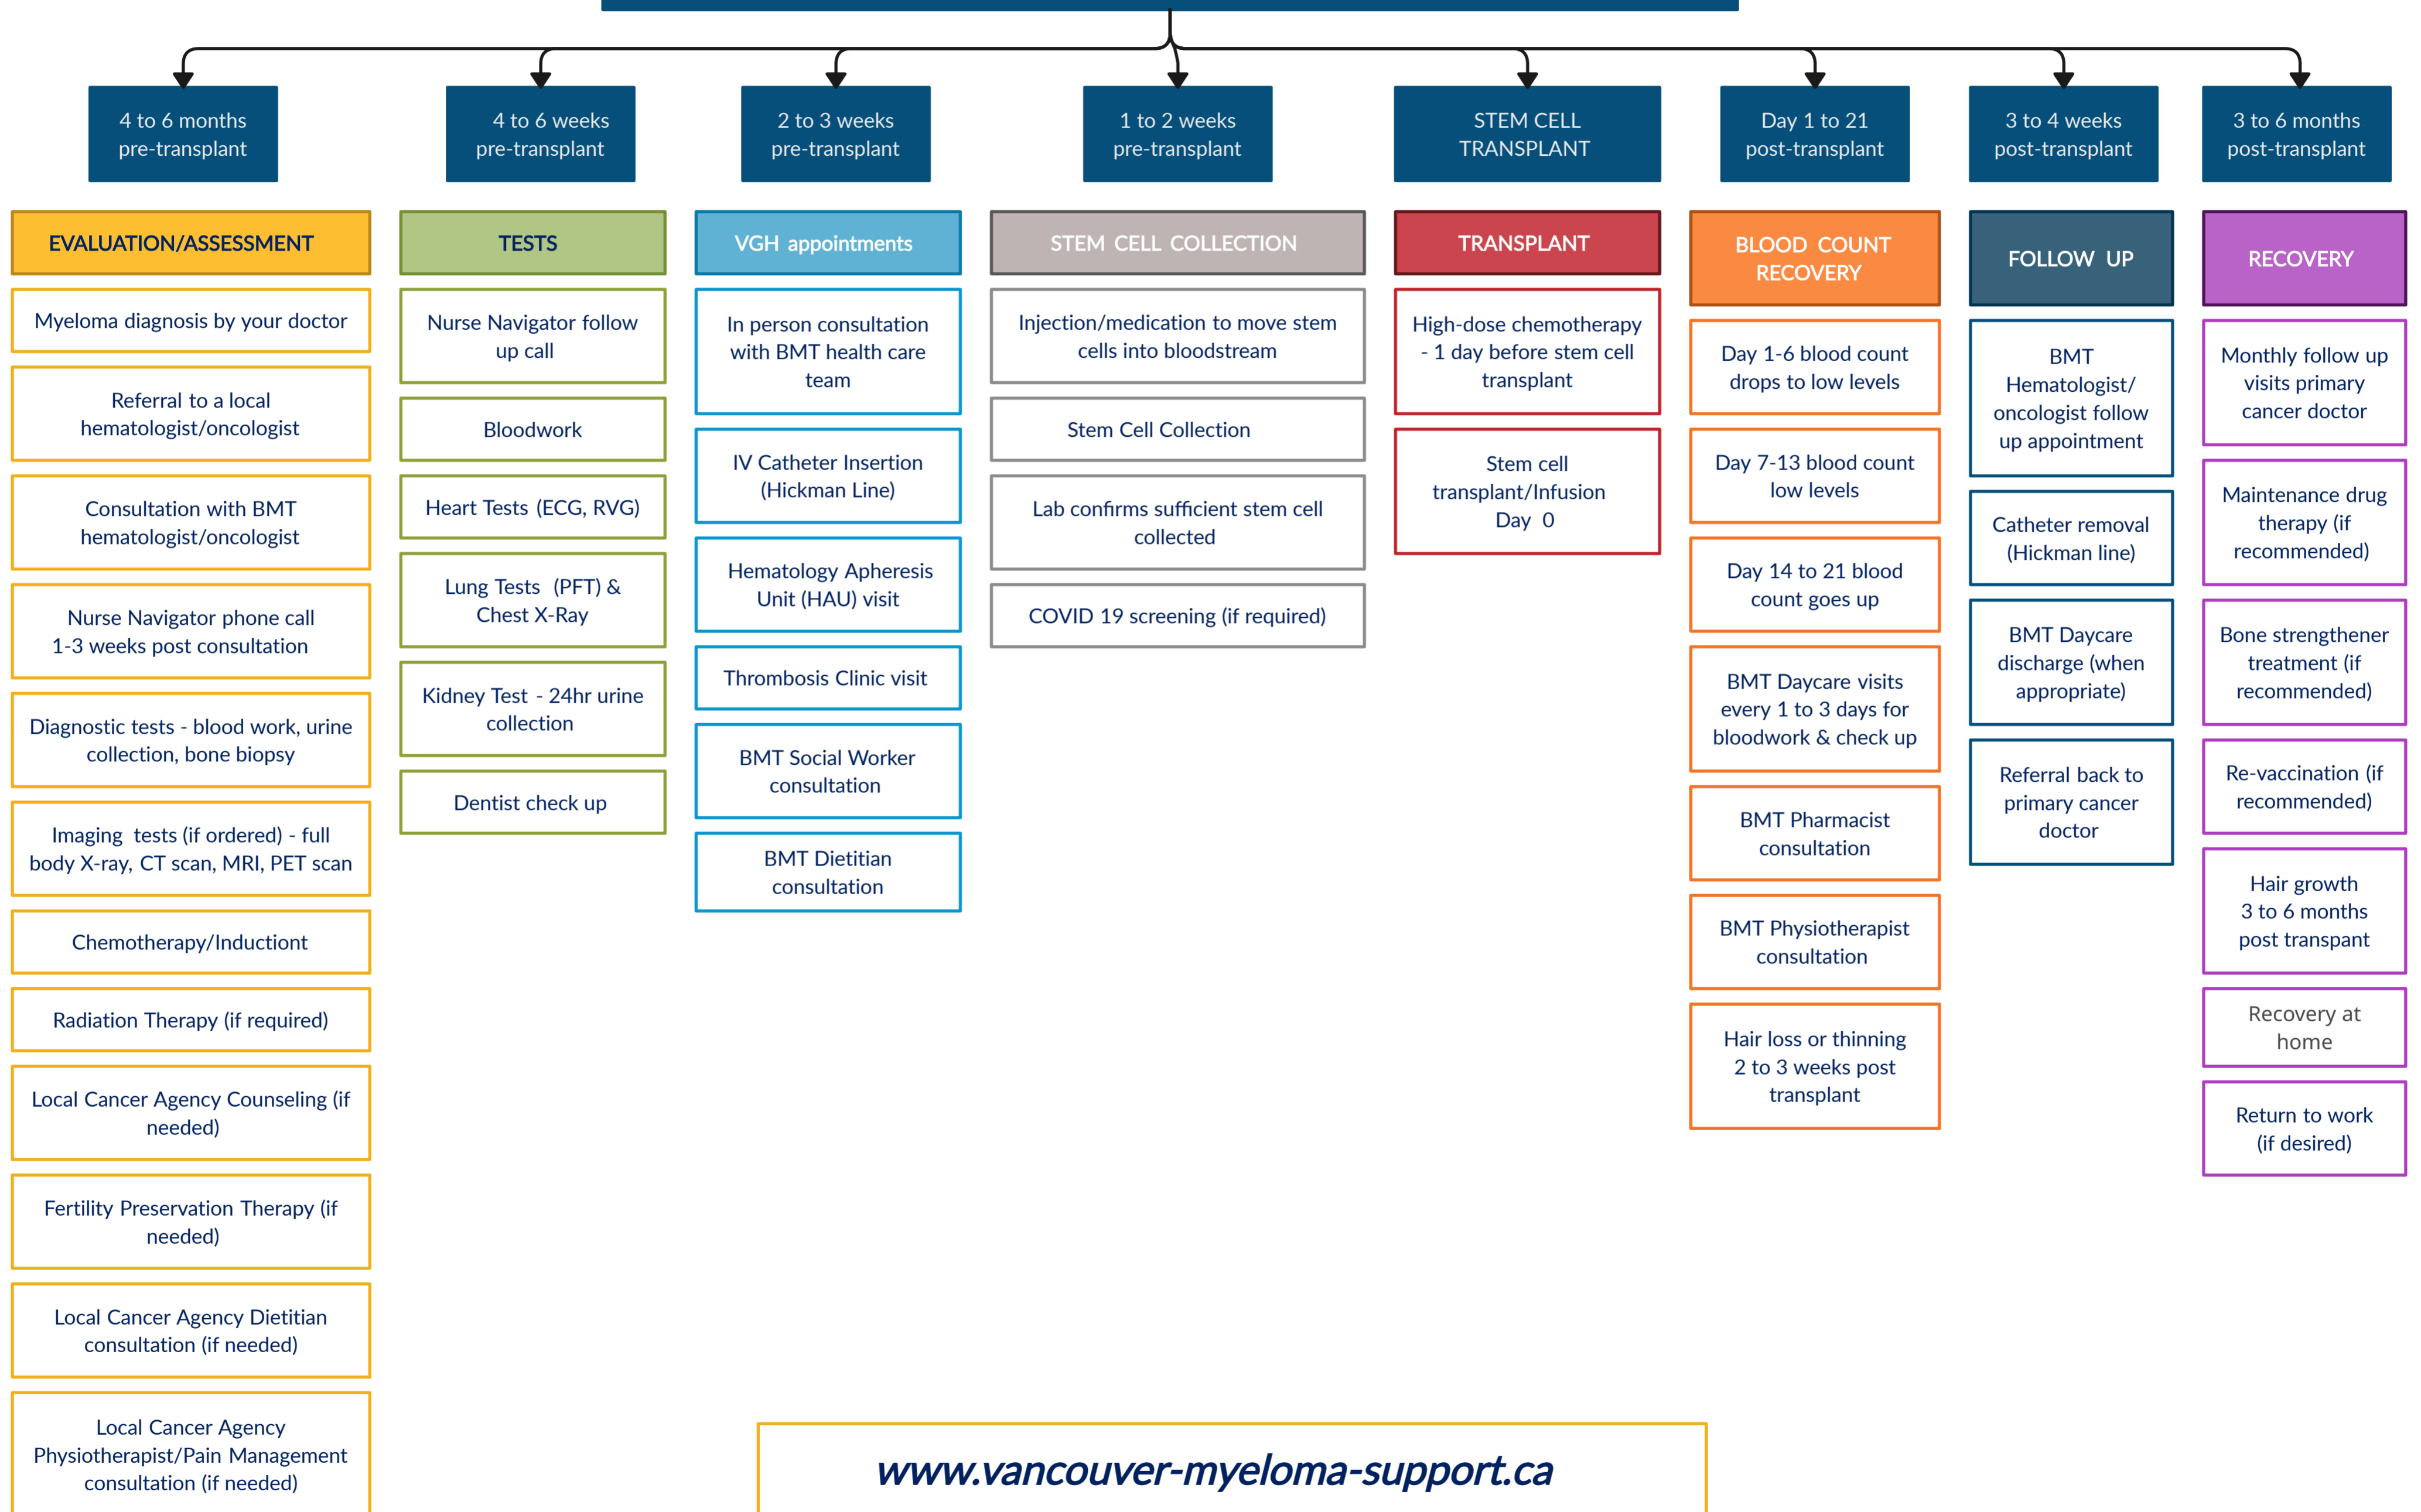 4 to 6 months
pre-transplant
4 to 6 weeks
pre-transplant
2 to 3 weeks
pre-transplant
1 to 2 weeks
pre-transplant
STEM CELL
TRANSPLANT
Day 1 to 21
post-transplant
3 to 4 weeks
post-transplant
3 to 6 months
post-transplant
EVALUATION/ASSESSMENT
Myeloma diagnosis by your doctor
Referral to a local
hematologist/oncologist
Consultation with BMT
hematologist/oncologist
Nurse Navigator phone call
1-3 weeks post consultation
Diagnostic tests - blood work, urine
collection, bone biopsy
Imaging tests (if ordered) - full
body X-ray, CT scan, MRI, PET scan
Chemotherapy/Inductiont
Radiation Therapy (if required)
Local Cancer Agency Counseling (if
needed)
Fertility Preservation Therapy (if
needed)
Local Cancer Agency Dietitian
consultation (if needed)
Local Cancer Agency
Physiotherapist/Pain Management
consultation (if needed)
TESTS
Nurse Navigator follow
up call
Bloodwork
Heart Tests (ECG, RVG)
Lung Tests (PFT) &
Chest X-Ray
Kidney Test - 24hr urine
collection
Dentist check up
VGH appointments
In person consultation
with BMT health care
team
IV Catheter Insertion
(Hickman Line)
Hematology Apheresis
Unit (HAU) visit
Thrombosis Clinic visit
BMT Social Worker
consultation
BMT Dietitian
consultation
STEM CELL COLLECTION
Injection/medication to move stem
cells into bloodstream
Stem Cell Collection
Lab confirms sufficient stem cell
collected
COVID 19 screening (if required)
TRANSPLANT
High-dose chemotherapy
- 1 day before stem cell
transplant
Stem cell
transplant/Infusion
Day 0
BLOOD COUNT
RECOVERY
Day 1-6 blood count
drops to low levels
Day 7-13 blood count
low levels
Day 14 to 21 blood
count goes up
BMT Daycare visits
every 1 to 3 days for
bloodwork & check up
BMT Pharmacist
consultation
BMT Physiotherapist
consultation
Hair loss or thinning
2 to 3 weeks post
transplant
FOLLOW UP
BMT
Hematologist/
oncologist follow
up appointment
Catheter removal
(Hickman line)
BMT Daycare
discharge (when
appropriate)
Referral back to
primary cancer
doctor
RECOVERY
Monthly follow up
visits primary
cancer doctor
Maintenance drug
therapy (if
recommended)
Bone strengthener
treatment (if
recommended)
Re-vaccination (if
recommended)
Hair growth
3 to 6 months
post transpant
Recovery at
home
Return to work
(if desired)
www.vancouver-myeloma-support.ca